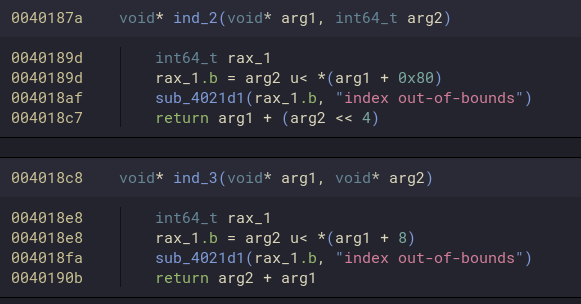 0040187a void* ind_2(void* arg1, int64_t arg2)
0040189d int64_t rax_1
0040189d rax_1.b = arg2 u< *(arg1 + 0x80)
004018af sub_4021d1(rax_1.b, "index out-of-bounds")
004018c7 return arg1 + (arg2 << 4)
004018c8 void* ind_3(void* arg1, void* arg2)
004018e8 int64_t rax_1
004018e8 rax_1.b = arg2 u< *(arg1 + 8)
004018fa sub_4021d1(rax_1.b, "index out-of-bounds")
0040190b return arg2 + arg1